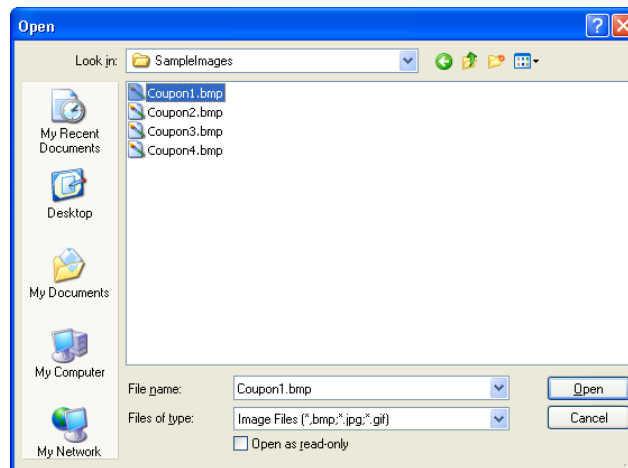 Open
Look in: SampleImages
Coupon1.bmp
Coupon2.bmp
Coupon3.bmp
Coupon4.bmp
My Recent
Documents
Desktop
My Documents
My Computer
My Network
File name: Coupon1.bmp Open
Files of type: Image Files (*,bmp;*.jpg;*.gif) Cancel
Open as read-only